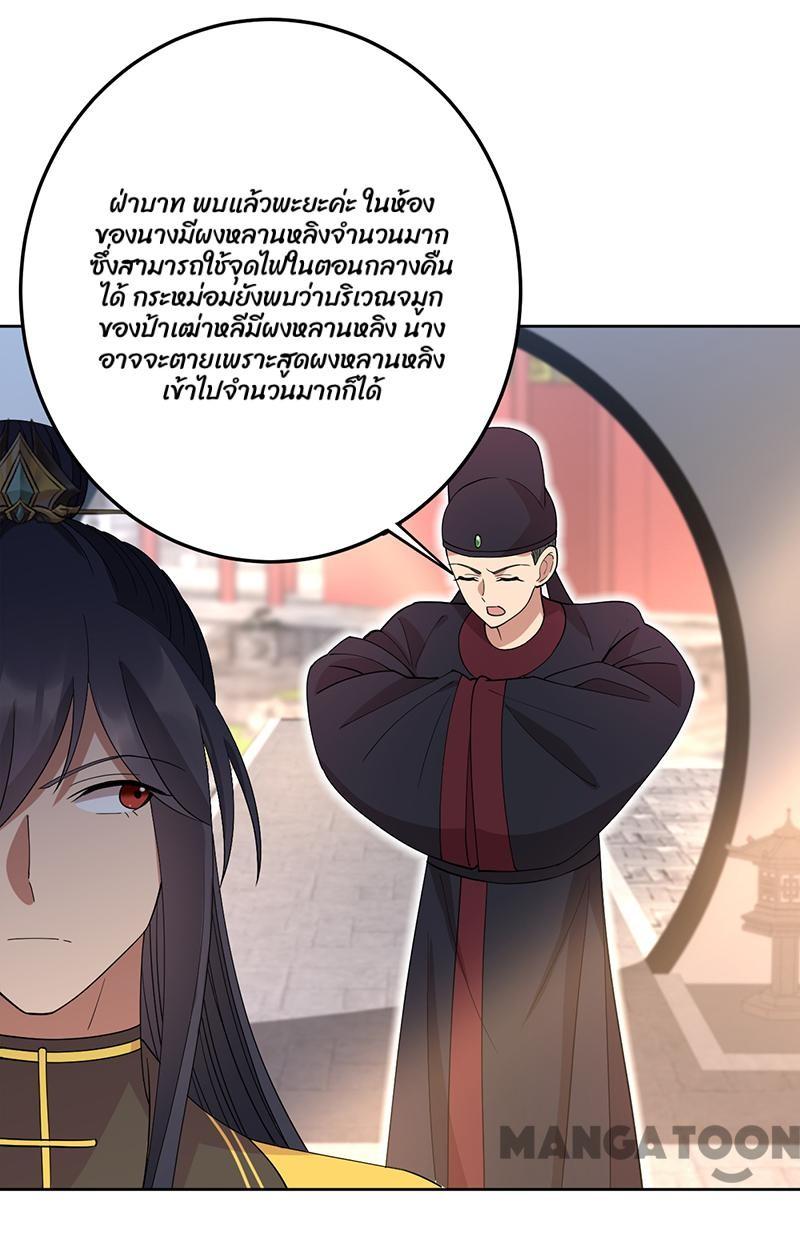 ฝ่าบาท พบแล้วพะยะค่ะ ในห้อง
ของนางมีผงหลานหลิงจำนวนมาก
ซึ่งสามารถใช้จุดไฟในตอนกลางคืน
ได้ กระหม่อมยังพบว่าบริเวณจมูก
ของป้าเฒ่าหลีมีผงหลานหลิง นาง
อาจจะตายเพราะสูดผงหลานหลิง
เข้าไปจำนวนมากก็ได้
MANGATOON